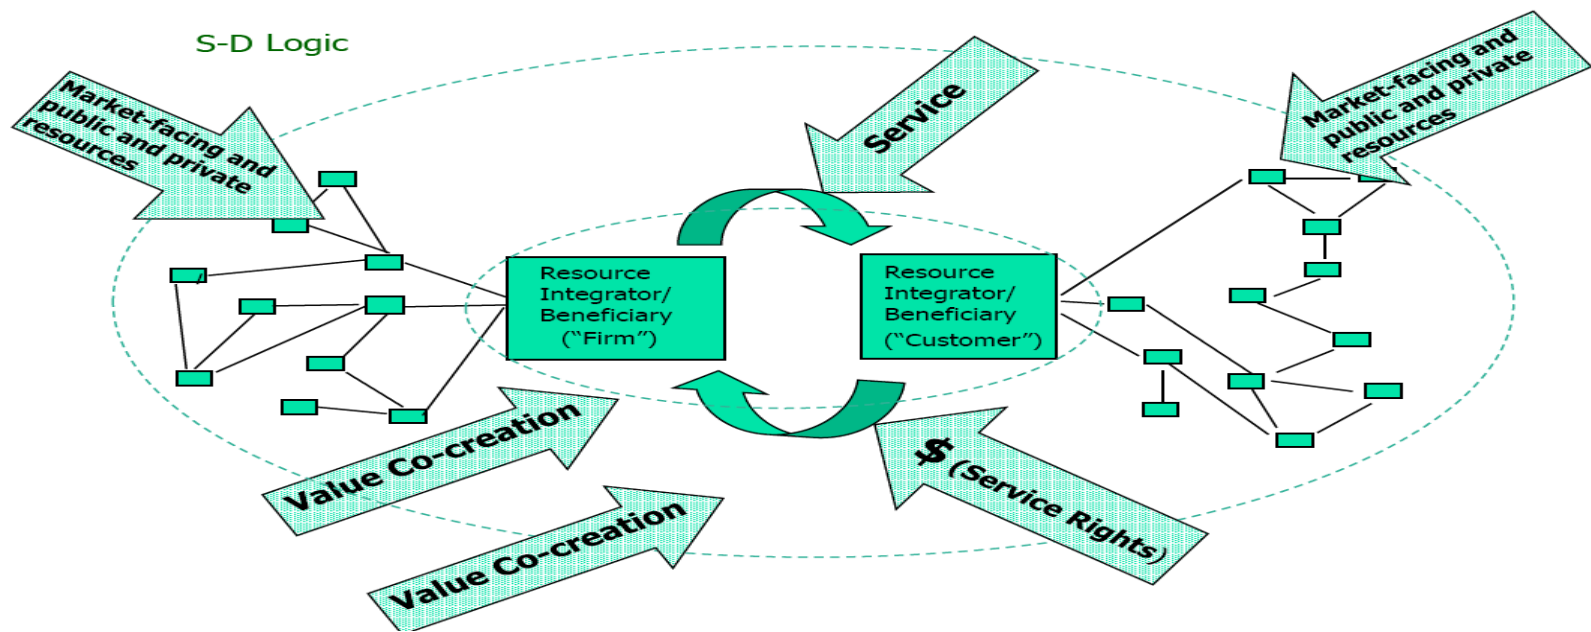 S-D Logic
Market-facing and
public and private
resources
Service
Market-facing and
public and private
resources
Resource
Integrator/
Beneficiary
(“Firm”)
Resource
Integrator/
Beneficiary
(“Customer”)
Value Co-creation
$ (Service Rights)
Value Co-creation